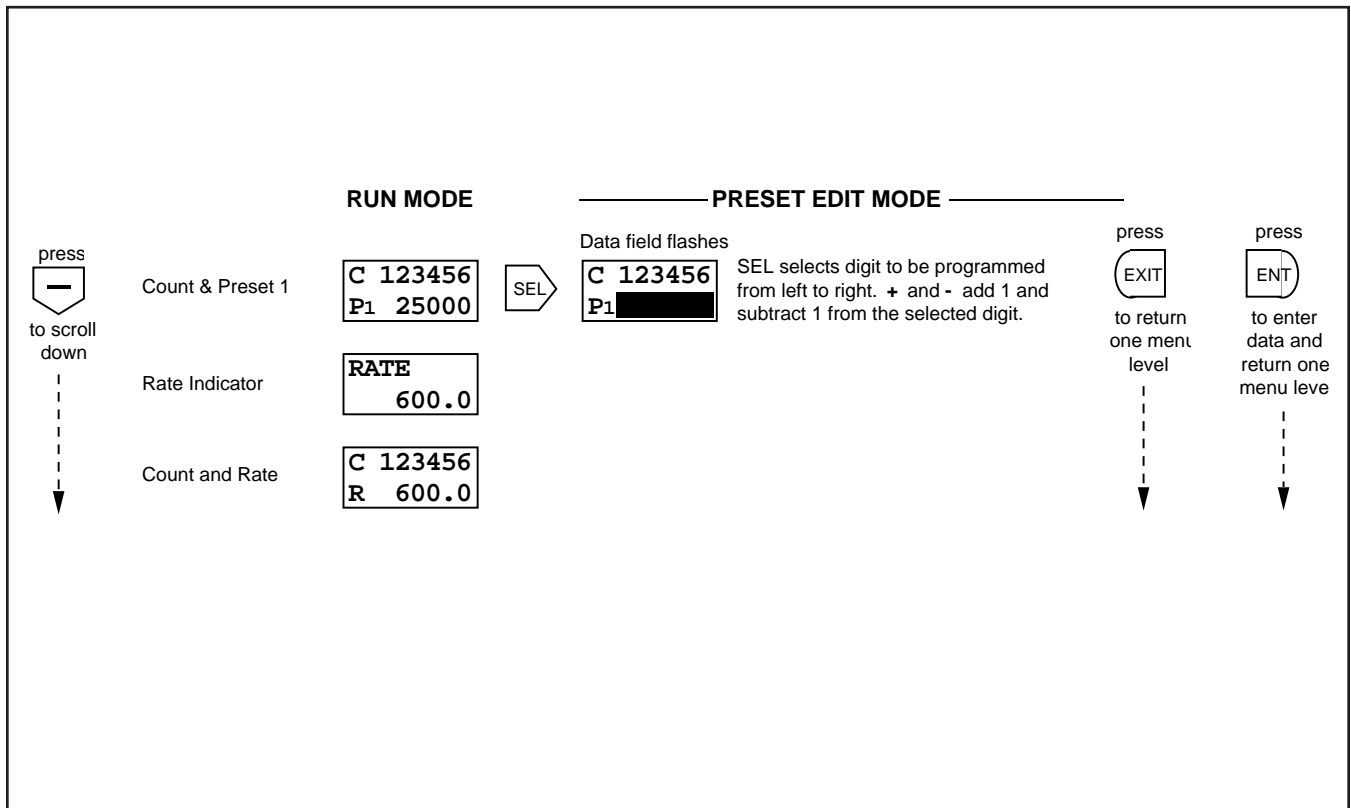 RUN MODE
PRESET EDIT MODE
press
—
to scroll
down
Count & Preset 1
C 123456
P1 25000
SEL
Data field flashes
C 123456
P1
SEL selects digit to be programmed
from left to right. + and - add 1 and
subtract 1 from the selected digit.
press
EXIT
to return
one menu
level
press
ENT
to enter
data and
return one
menu leve
Rate Indicator
RATE
600.0
Count and Rate
C 123456
R 600.0